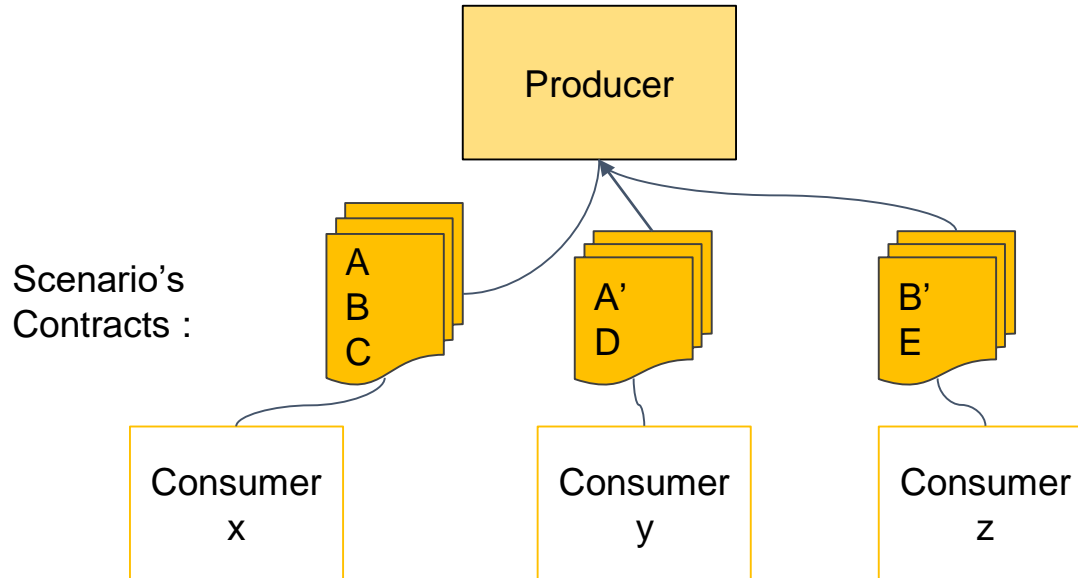 Producer
Scenario’s
Contracts :
A
B
C
A’
D
B’
E
Consumer
x
Consumer
y
Consumer
z